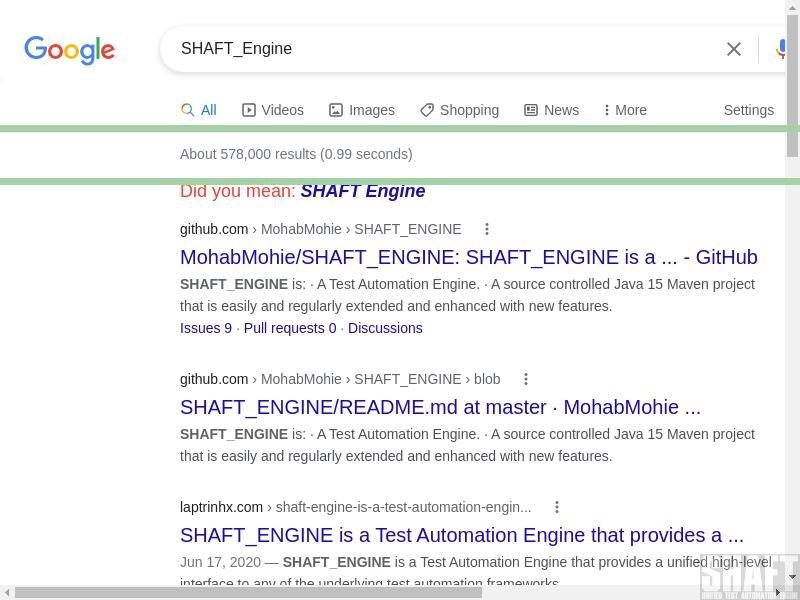 Google
SHAFT_Engine
All Videos Images Shopping News More Settings
About 578,000 results (0.99 seconds)
Did you mean: SHAFT Engine
github.com › MohabMohie › SHAFT_ENGINE
MohabMohie/SHAFT_ENGINE: SHAFT_ENGINE is a ... - GitHub
SHAFT_ENGINE is: · A Test Automation Engine. · A source controlled Java 15 Maven project
that is easily and regularly extended and enhanced with new features.
Issues 9 · Pull requests 0 · Discussions
github.com › MohabMohie › SHAFT_ENGINE › blob
SHAFT_ENGINE/README.md at master · MohabMohie ...
SHAFT_ENGINE is: · A Test Automation Engine. · A source controlled Java 15 Maven project
that is easily and regularly extended and enhanced with new features.
laptrinhx.com › shaft-engine-is-a-test-automation-engin...
SHAFT_ENGINE is a Test Automation Engine that provides a ...
Jun 17, 2020 — SHAFT_ENGINE is a Test Automation Engine that provides a unified high-level
interface to any of the underlying test automation frameworks.
SHAFT